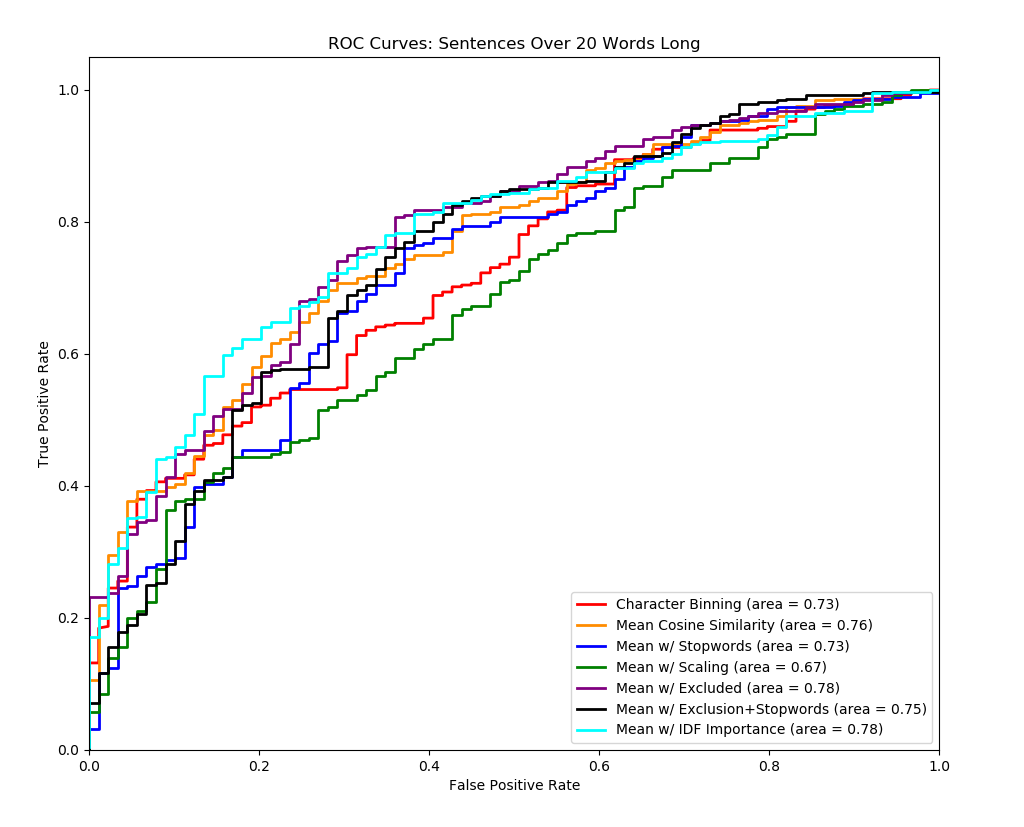 ROC Curves: Sentences Over 20 Words Long
True Positive Rate
1.0
0.8
0.6
0.4
0.2
0.0
0.0 0.2 0.4 0.6 0.8 1.0
False Positive Rate
Character Binning (area = 0.73)
Mean Cosine Similarity (area = 0.76)
Mean w/ Stopwords (area = 0.73)
Mean w/ Scaling (area = 0.67)
Mean w/ Excluded (area = 0.78)
Mean w/ Exclusion+Stopwords (area = 0.75)
Mean w/ IDF Importance (area = 0.78)